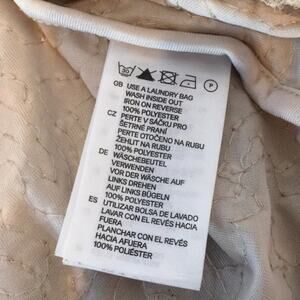 30
P
GB USE A LAUNDRY BAG
WASH INSIDE OUT
IRON ON REVERSE
100% POLYESTER
CZ PERTE V SÁČKU PRO
ŠETRNÉ PRANÍ
PERTE OTOČENÉ NA RUBU
ŽEHLIT NA RUBU
100% POLYESTER
DE WÄSCHEBEUTEL
VERWENDEN
VOR DER WÄSCHE AUF
LINKS DREHEN
AUF LINKS BÜGELN
100% POLYESTER
ES UTILIZAR BOLSA DE LAVADO
LAVAR CON EL REVÉS HACIA
FUERA
PLANCHAR CON EL REVÉS
HACIA AFUERA
100% POLIÉSTER